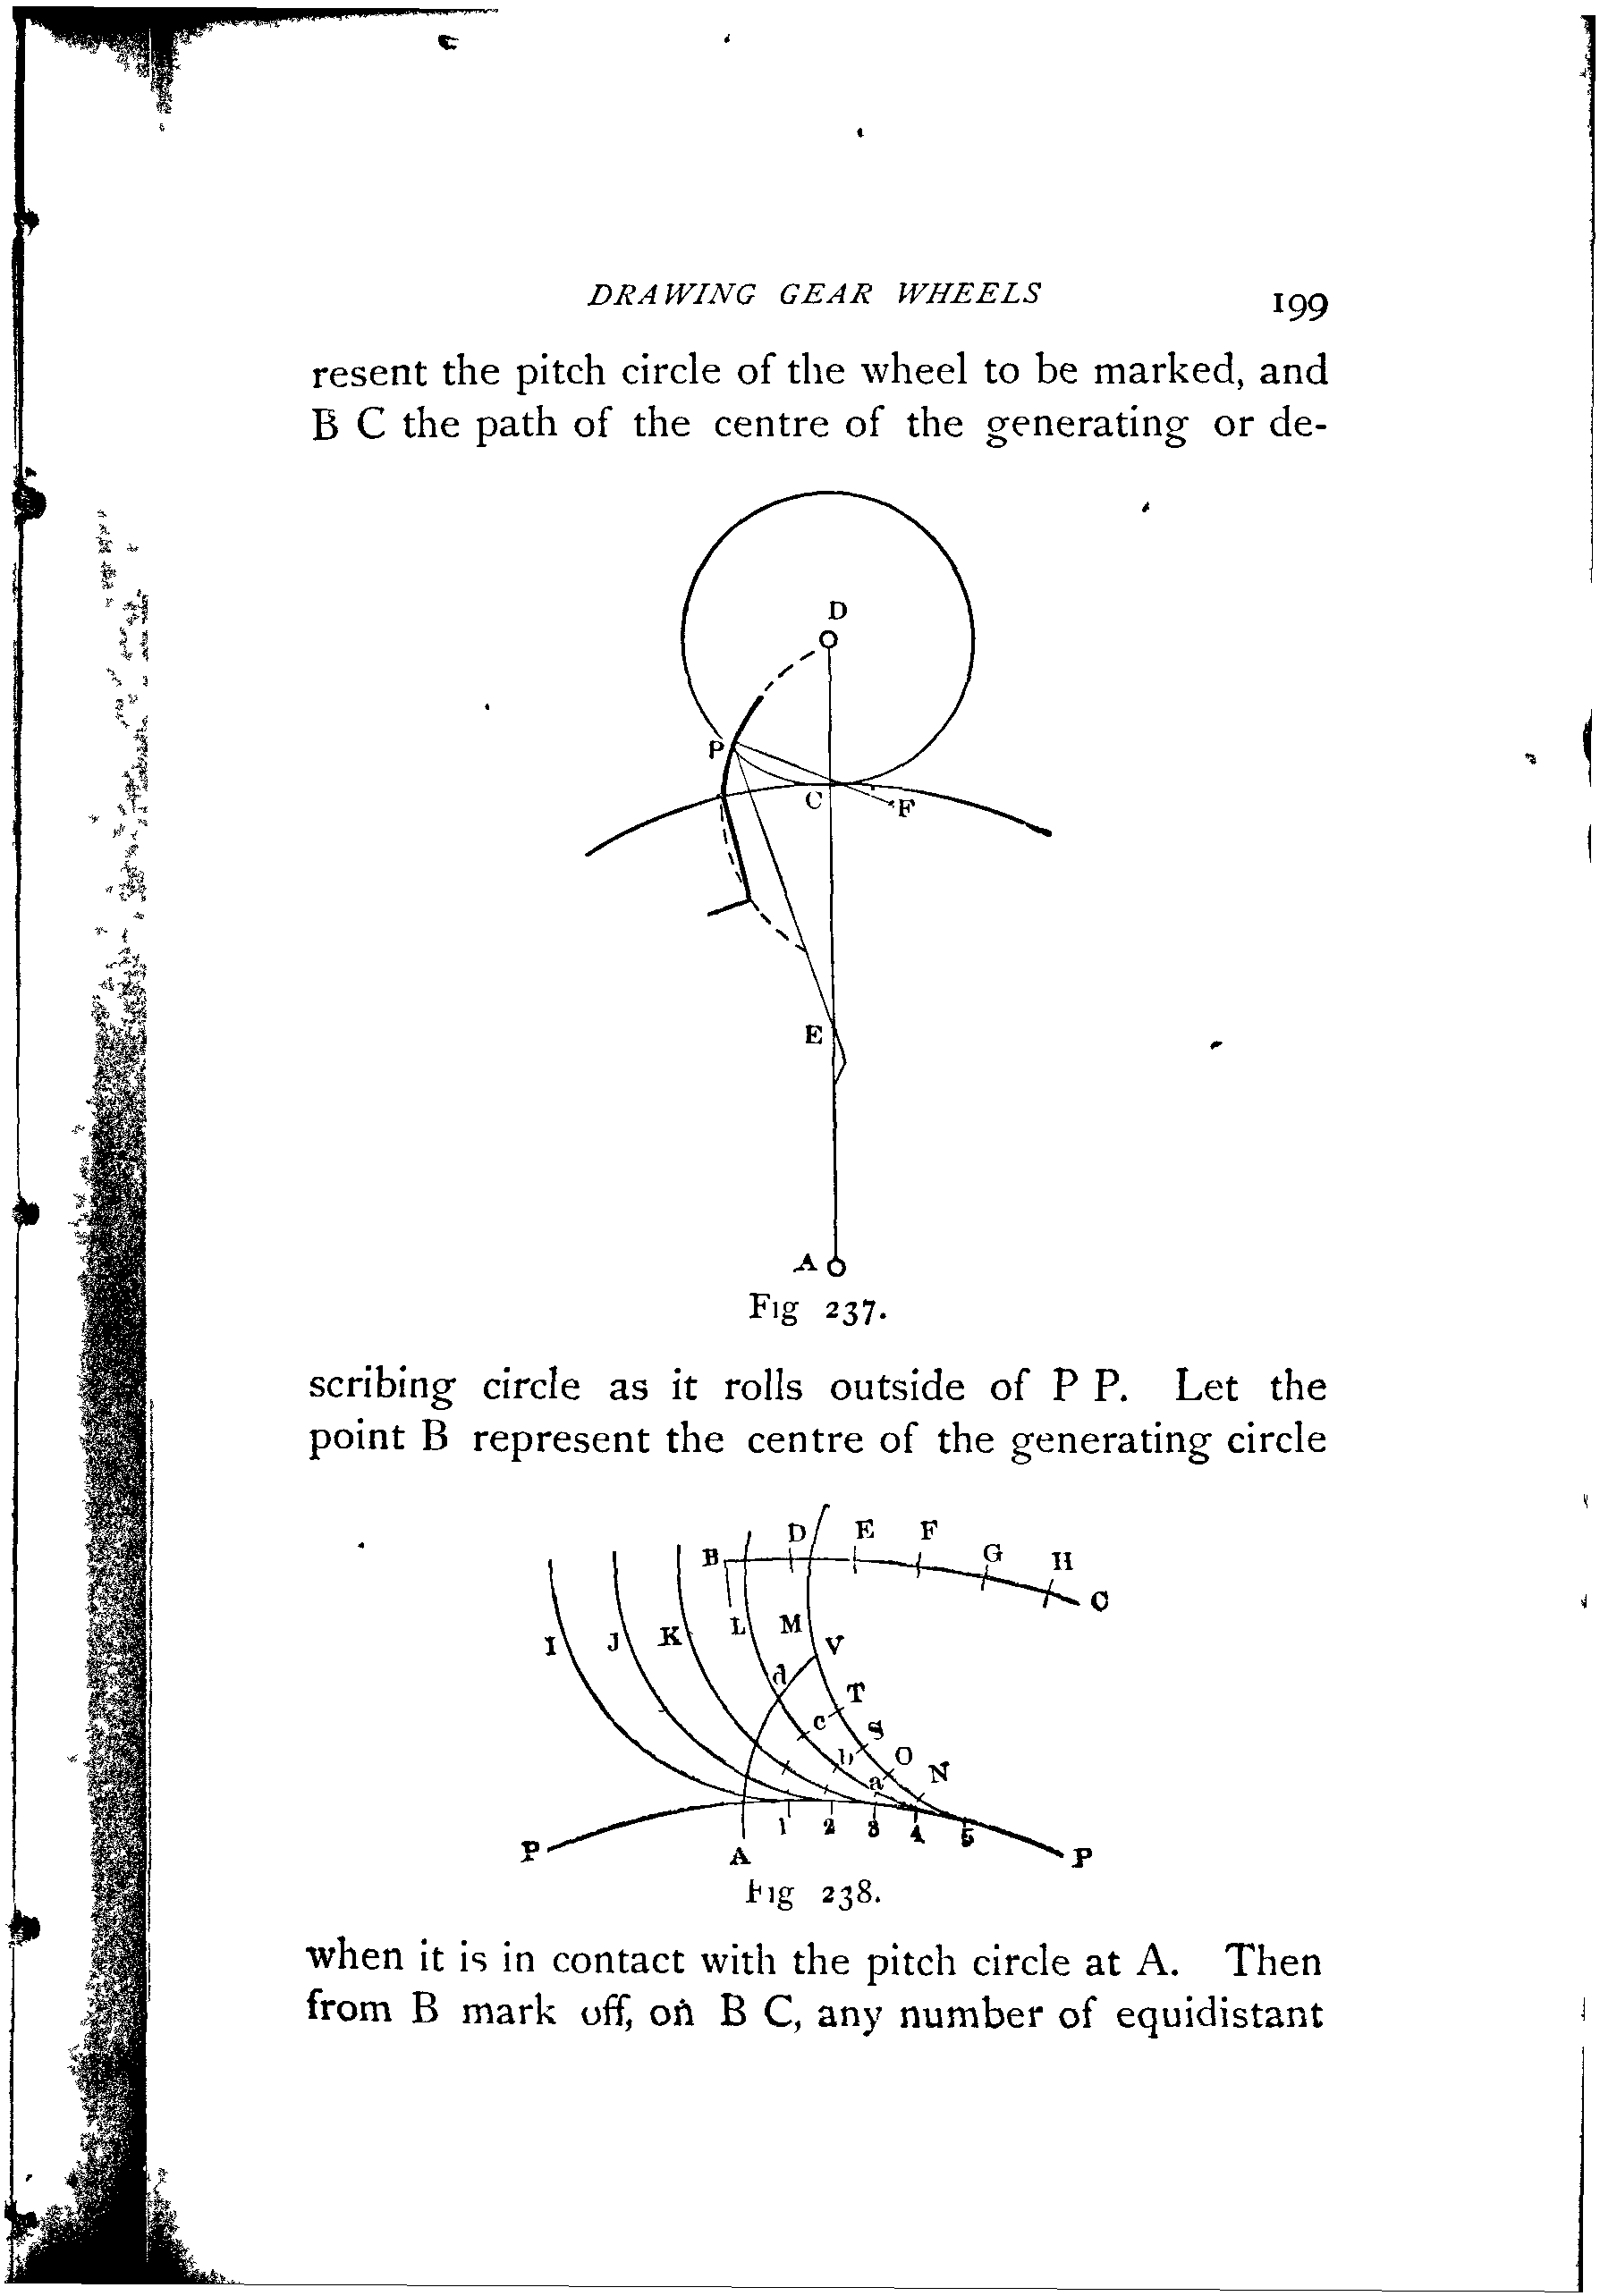 DRAWING GEAR WHEELS 199
resent the pitch circle of the wheel to be marked, and
B C the path of the centre of the generating or de-
D
P
C
F
E
A
Fig 237.
scribing circle as it rolls outside of P P. Let the
point B represent the centre of the generating circle
B D E F G H C
I J K L M V
d T
c S
b O
a N
1 2 3 4 5
P A P
Fig 238.
when it is in contact with the pitch circle at A. Then
from B mark off, on B C, any number of equidistant